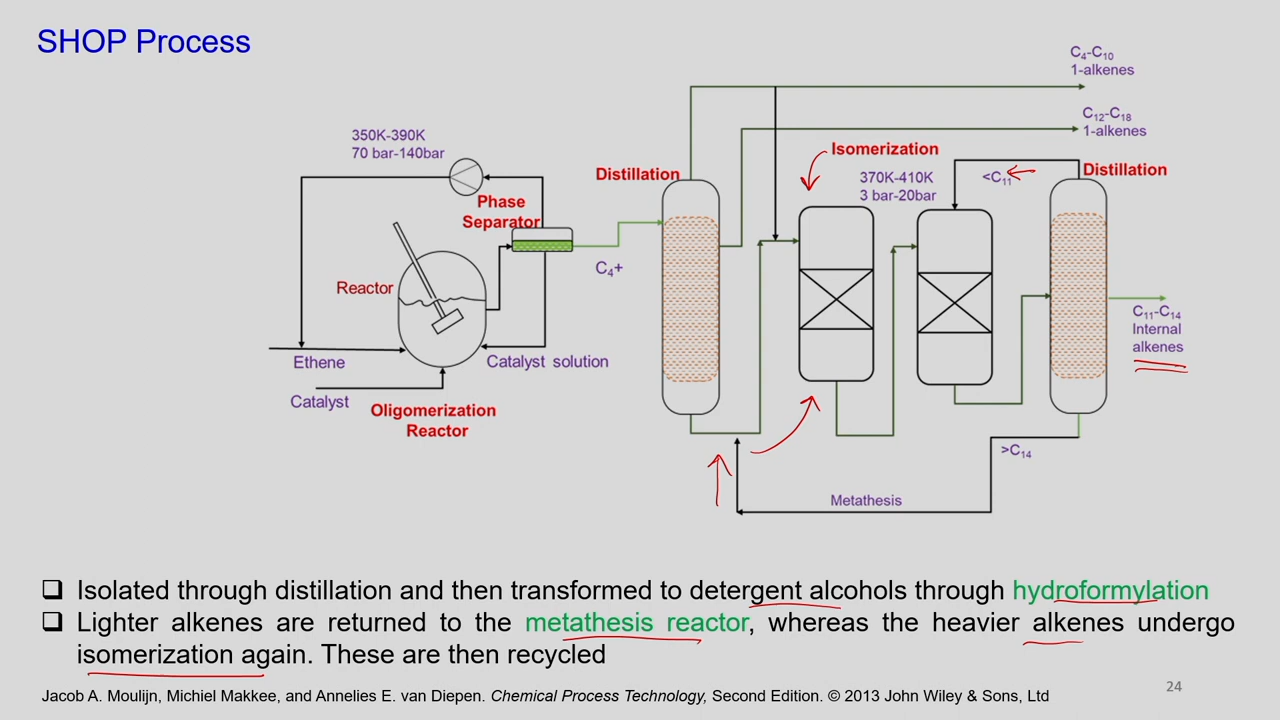 SHOP Process
C4-C10
1-alkenes
C12-C18
1-alkenes
350K-390K
70 bar-140bar
Isomerization
Distillation
Distillation
370K-410K
3 bar-20bar
<C11
Phase
Separator
C4+
Reactor
C11-C14
Internal
alkenes
Ethene
Catalyst solution
Catalyst
Oligomerization
Reactor
>C14
Metathesis
❑ Isolated through distillation and then transformed to detergent alcohols through hydroformylation
❑ Lighter alkenes are returned to the metathesis reactor, whereas the heavier alkenes undergo
isomerization again. These are then recycled
Jacob A. Moulijn, Michiel Makkee, and Annelies E. van Diepen. Chemical Process Technology, Second Edition. © 2013 John Wiley & Sons, Ltd
24